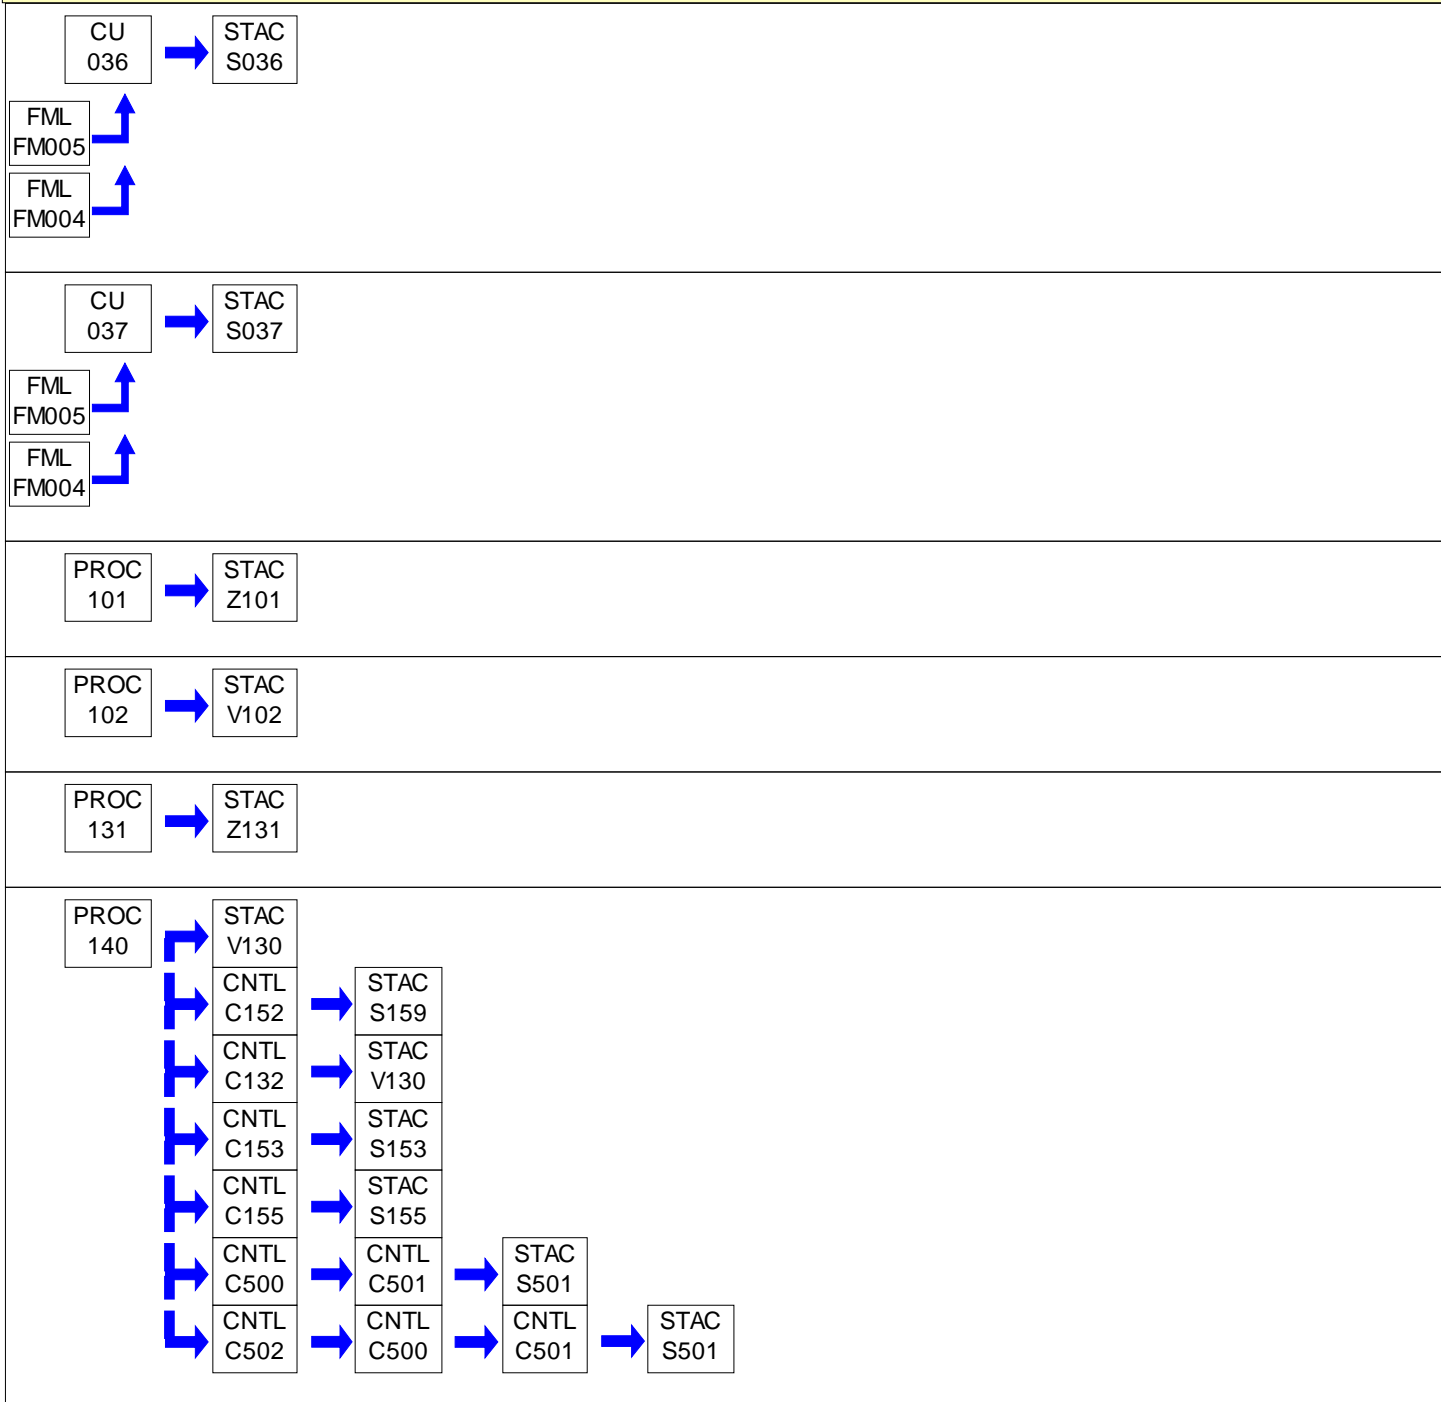 CU
036
STAC
S036
FML
FM005
FML
FM004
CU
037
STAC
S037
FML
FM005
FML
FM004
PROC
101
STAC
Z101
PROC
102
STAC
V102
PROC
131
STAC
Z131
PROC
140
STAC
V130
CNTL
C152
STAC
S159
CNTL
C132
STAC
V130
CNTL
C153
STAC
S153
CNTL
C155
STAC
S155
CNTL
C500
CNTL
C501
STAC
S501
CNTL
C502
CNTL
C500
CNTL
C501
STAC
S501